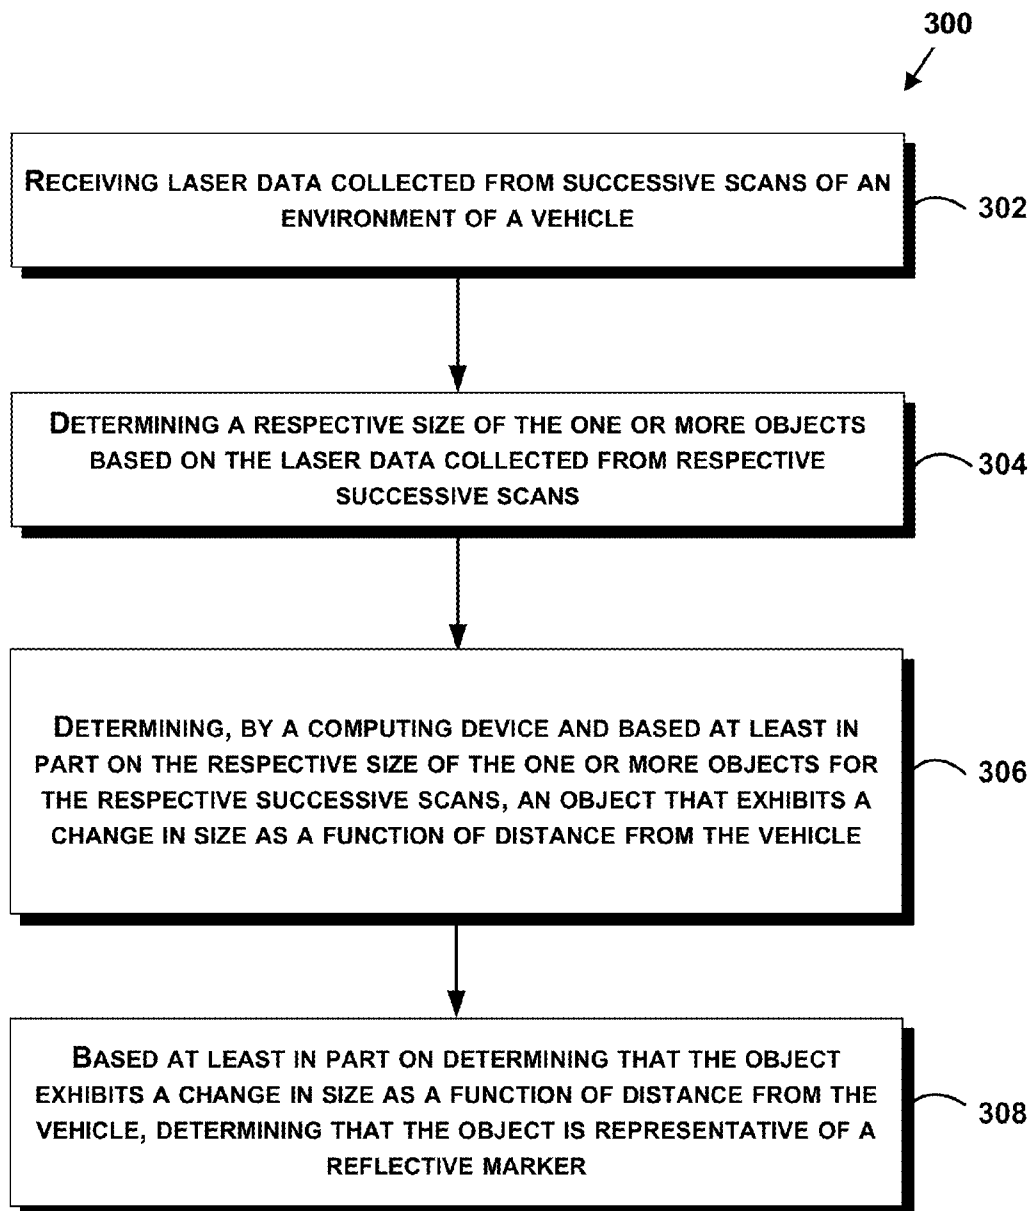 300
RECEIVING LASER DATA COLLECTED FROM SUCCESSIVE SCANS OF AN
ENVIRONMENT OF A VEHICLE
302
DETERMINING A RESPECTIVE SIZE OF THE ONE OR MORE OBJECTS
BASED ON THE LASER DATA COLLECTED FROM RESPECTIVE
SUCCESSIVE SCANS
304
DETERMINING, BY A COMPUTING DEVICE AND BASED AT LEAST IN
PART ON THE RESPECTIVE SIZE OF THE ONE OR MORE OBJECTS FOR
THE RESPECTIVE SUCCESSIVE SCANS, AN OBJECT THAT EXHIBITS A
CHANGE IN SIZE AS A FUNCTION OF DISTANCE FROM THE VEHICLE
306
BASED AT LEAST IN PART ON DETERMINING THAT THE OBJECT
EXHIBITS A CHANGE IN SIZE AS A FUNCTION OF DISTANCE FROM THE
VEHICLE, DETERMINING THAT THE OBJECT IS REPRESENTATIVE OF A
REFLECTIVE MARKER
308